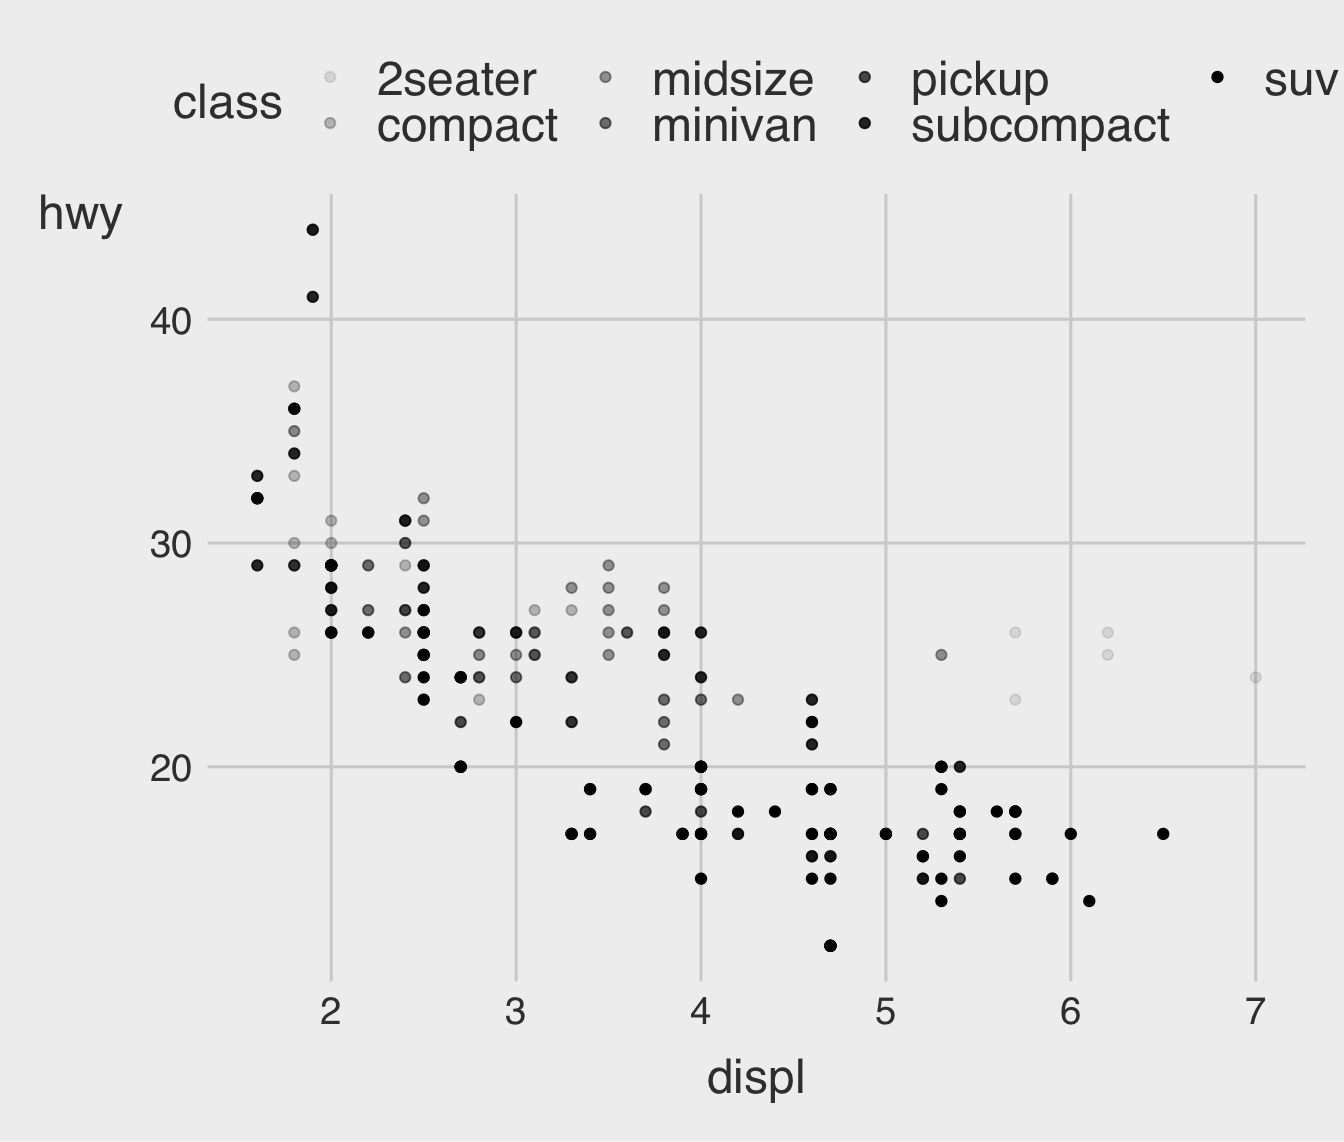 2seater midsize pickup suv
class
compact minivan subcompact
hwy
40
30
20
2 3 4 5 6 7
displ